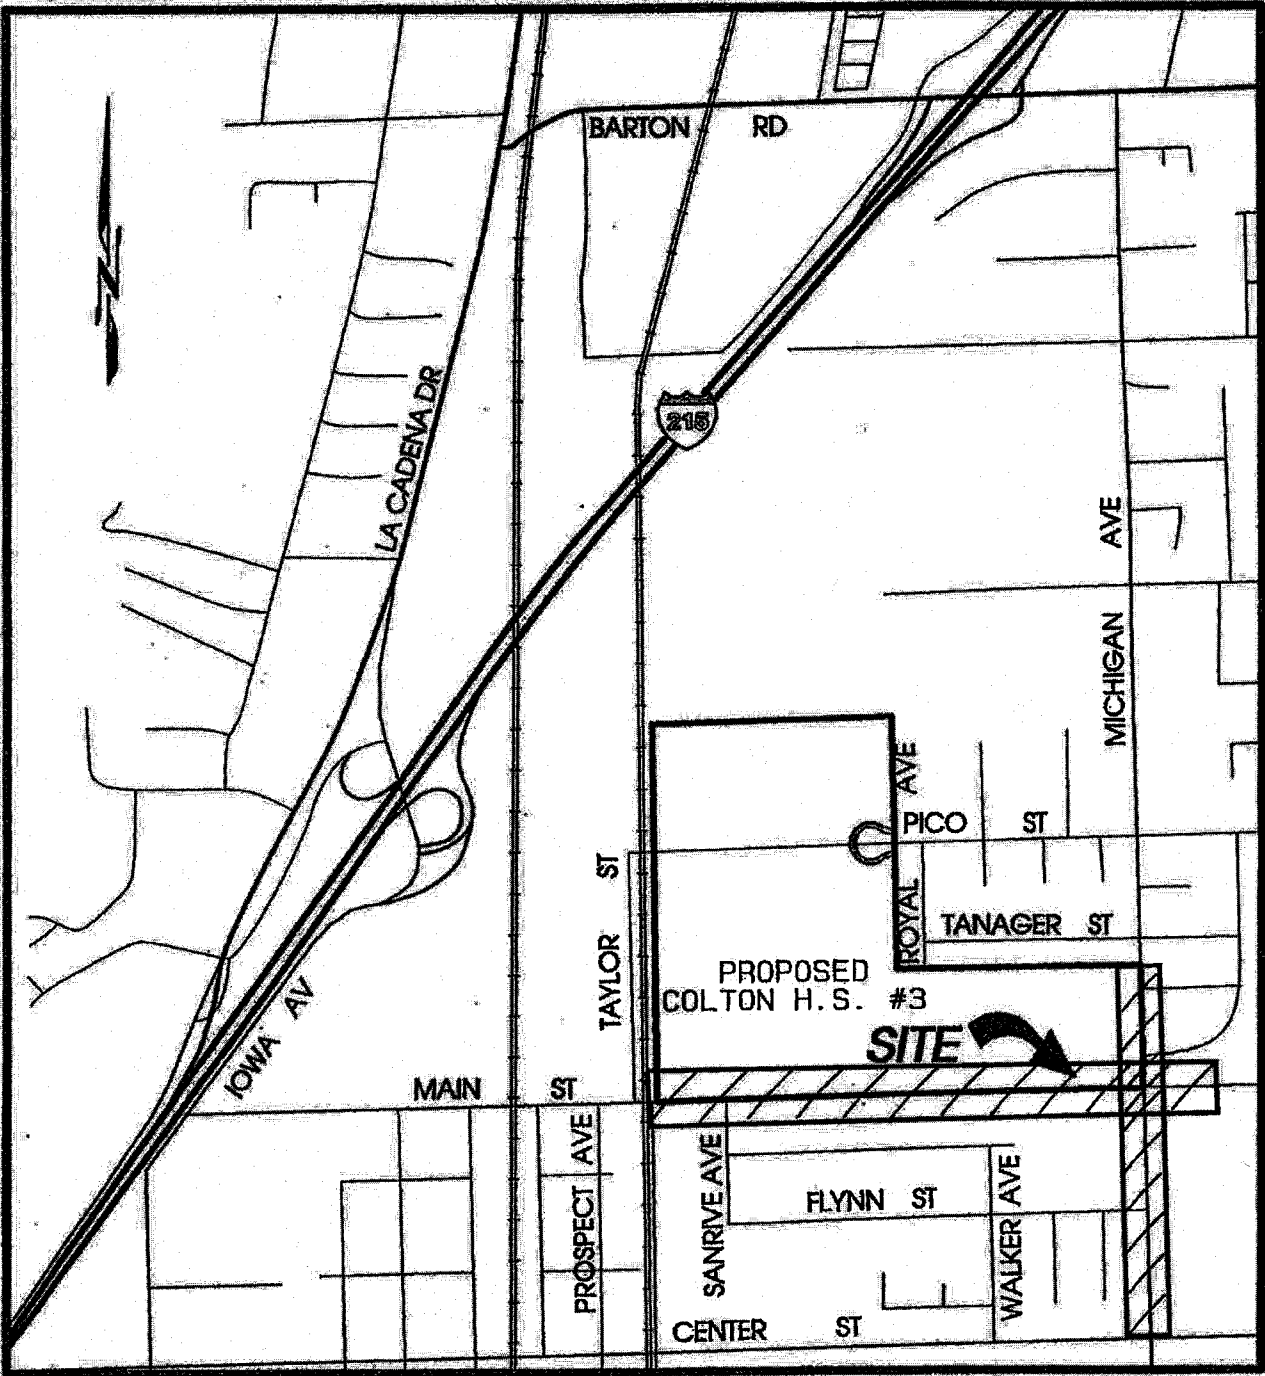 BARTON RD
N
LA CADENA DR
215
MICHIGAN AVE
ROYAL AVE
PICO ST
TANAGER ST
TAYLOR ST
PROPOSED
COLTON H.S. #3
SITE
IOWA AV
MAIN ST
PROSPECT AVE
SANRIVE AVE
FLYNN ST
WALKER AVE
CENTER ST